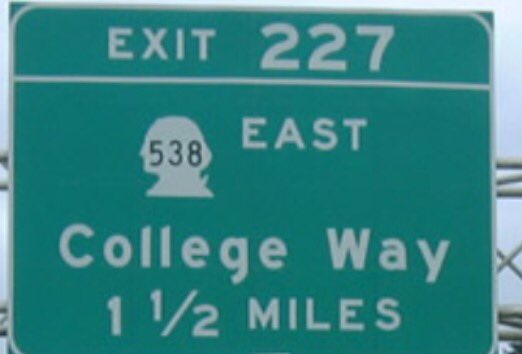 EXIT 227
538 EAST
College Way
1 1/2 MILES